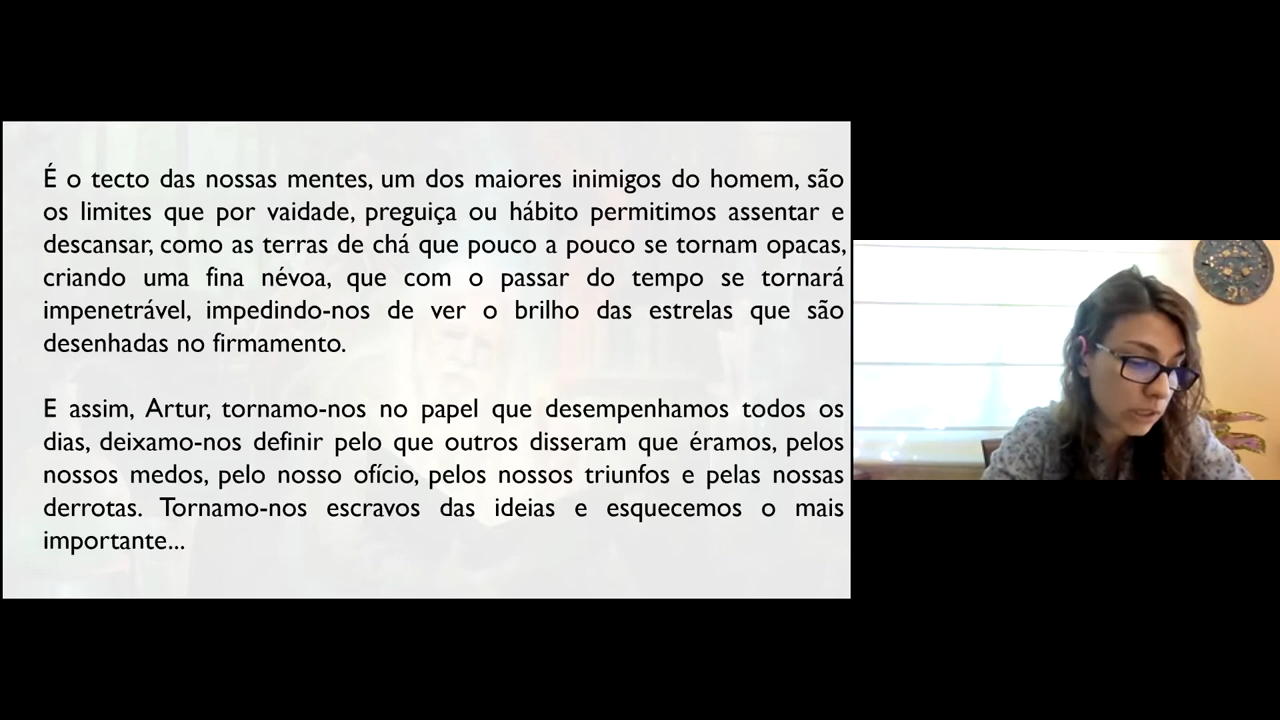 É o tecto das nossas mentes, um dos maiores inimigos do homem, são
os limites que por vaidade, preguiça ou hábito permitimos assentar e
descansar, como as terras de chá que pouco a pouco se tornam opacas,
criando uma fina névoa, que com o passar do tempo se tornará
impenetrável, impedindo-nos de ver o brilho das estrelas que são
desenhadas no firmamento.
E assim, Artur, tornamo-nos no papel que desempenhamos todos os
dias, deixamo-nos definir pelo que outros disseram que éramos, pelos
nossos medos, pelo nosso ofício, pelos nossos triunfos e pelas nossas
derrotas. Tornamo-nos escravos das ideias e esquecemos o mais
importante...